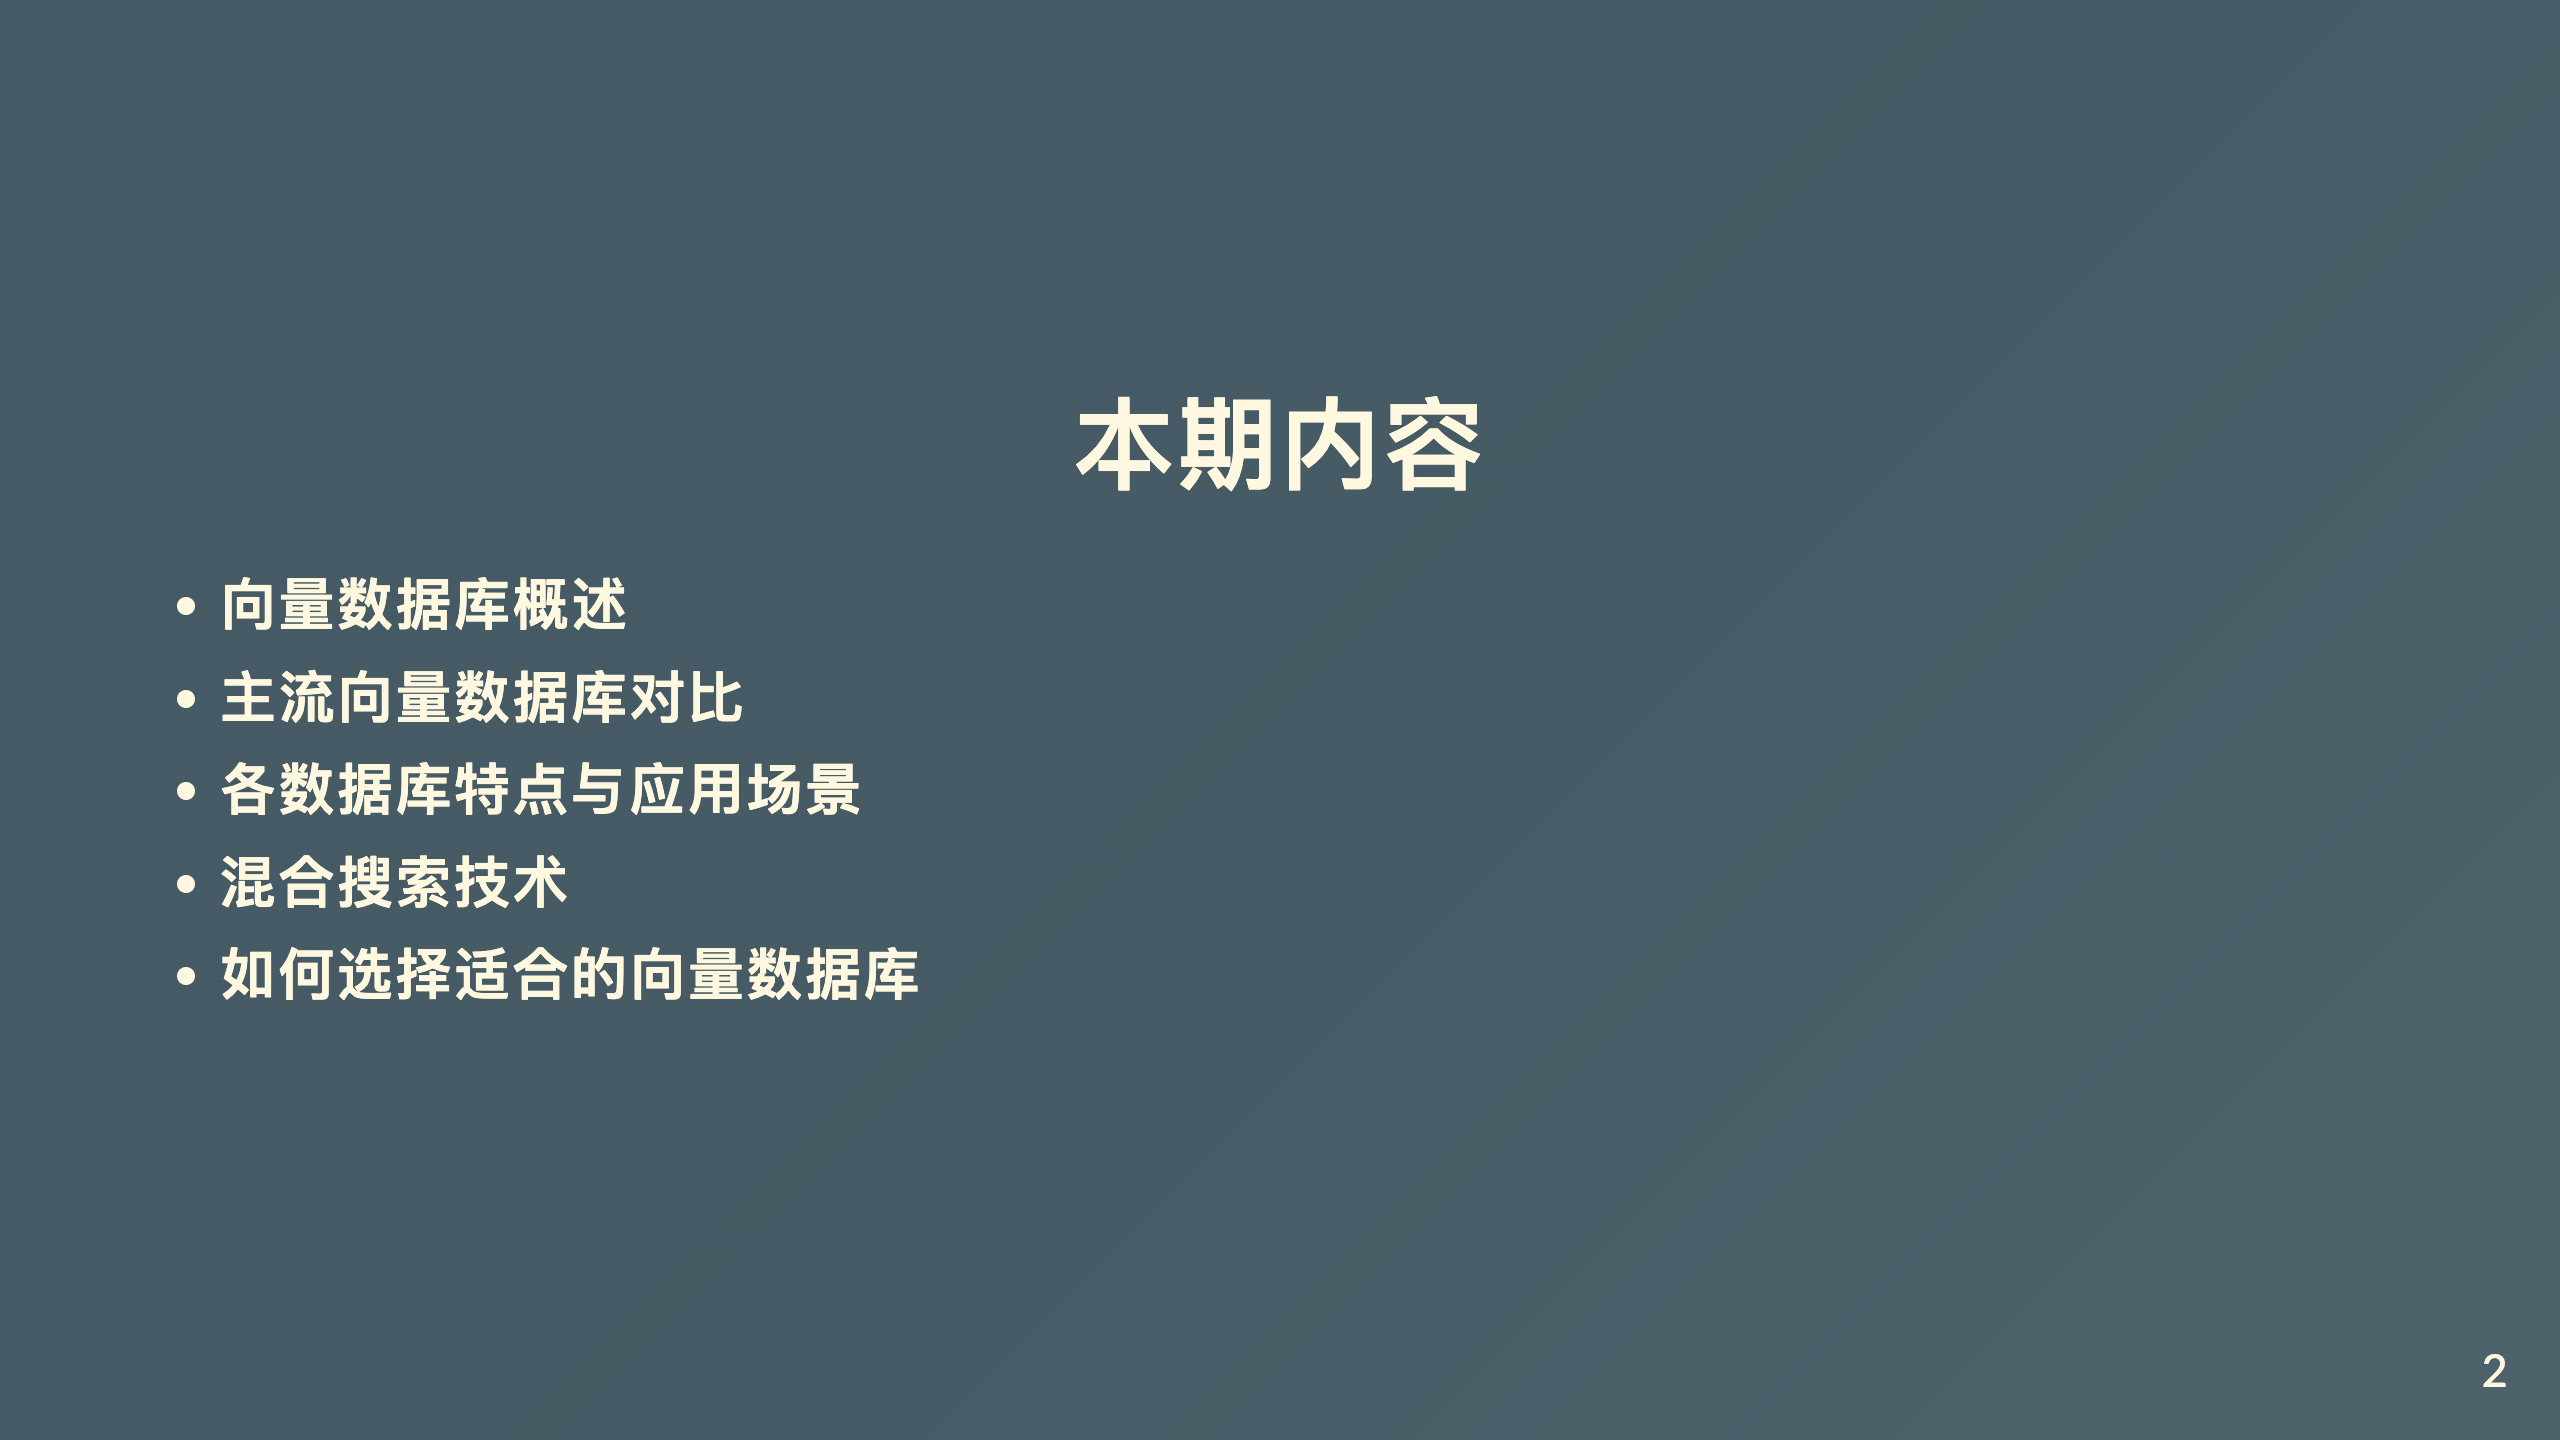 本期内容
• 向量数据库概述
• 主流向量数据库对比
• 各数据库特点与应用场景
• 混合搜索技术
• 如何选择适合的向量数据库
2